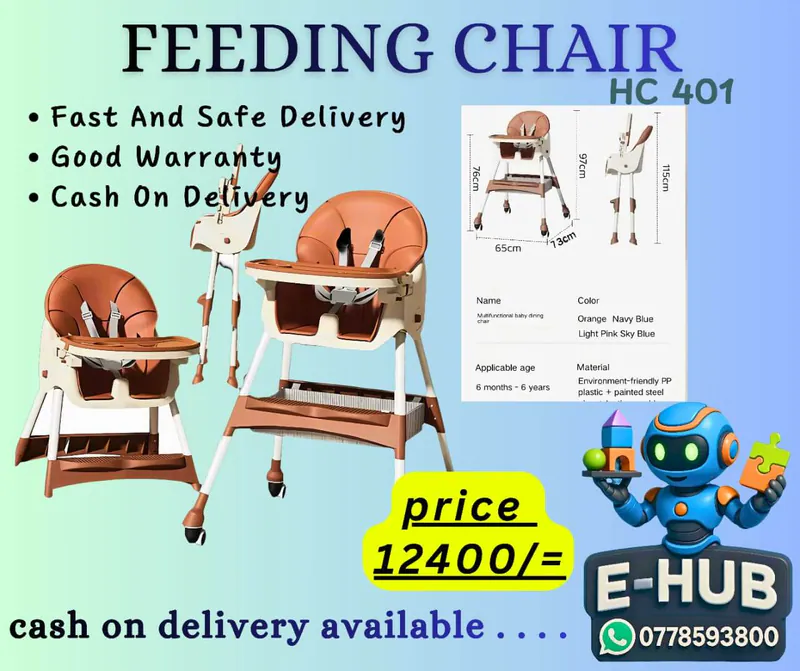 FEEDING CHAIR
HC 401
• Fast And Safe Delivery
• Good Warranty
• Cash On Delivery
76cm
97cm
115cm
65cm
73cm
Name
Color
Multifunctional baby dining
chair
Orange Navy Blue
Light Pink Sky Blue
Applicable age
Material
6 months - 6 years
Environment-friendly PP
plastic + painted steel
price
12400/=
E-HUB
0778593800
cash on delivery available . . . .